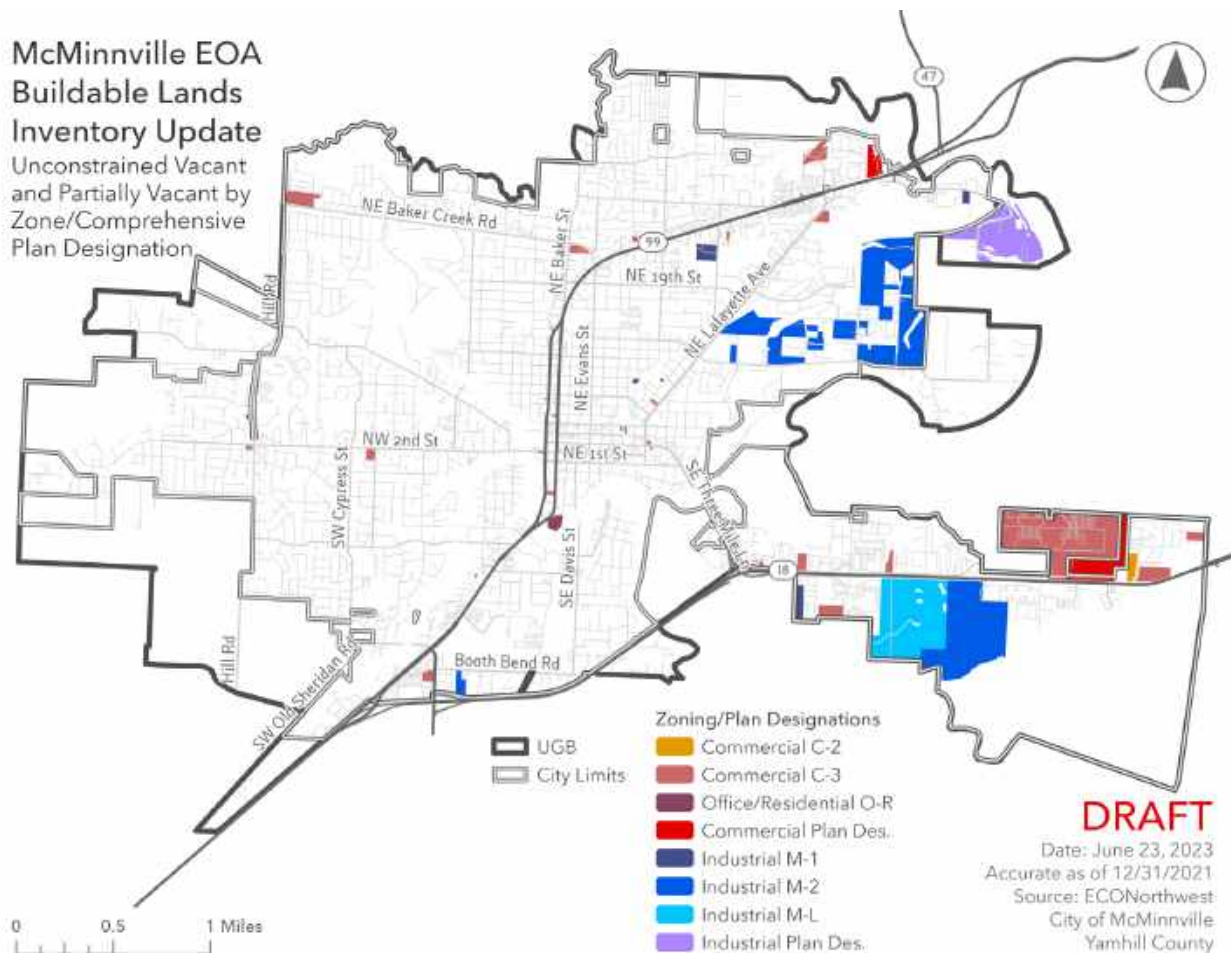 McMinnville EOA
Buildable Lands
Inventory Update
Unconstrained Vacant
and Partially Vacant by
Zone/Comprehensive
Plan Designation
47
NE Baker Creek Rd
NE Baker St
99
NE 19th St
Hill Rd
NE Lafayette Ave
NE Evans St
NW 2nd St
NE 1st St
SW Cypress St
SE Three Mile Ln
SE Davis St
18
Hill Rd
Booth Bend Rd
SW Old Sheridan Rd
UGB
City Limits
Zoning/Plan Designations
Commercial C-2
Commercial C-3
Office/Residential O-R
Commercial Plan Des.
Industrial M-1
Industrial M-2
Industrial M-L
Industrial Plan Des.
DRAFT
Date: June 23, 2023
Accurate as of 12/31/2021
Source: ECONorthwest
City of McMinnville
Yamhill County
0 0.5 1 Miles